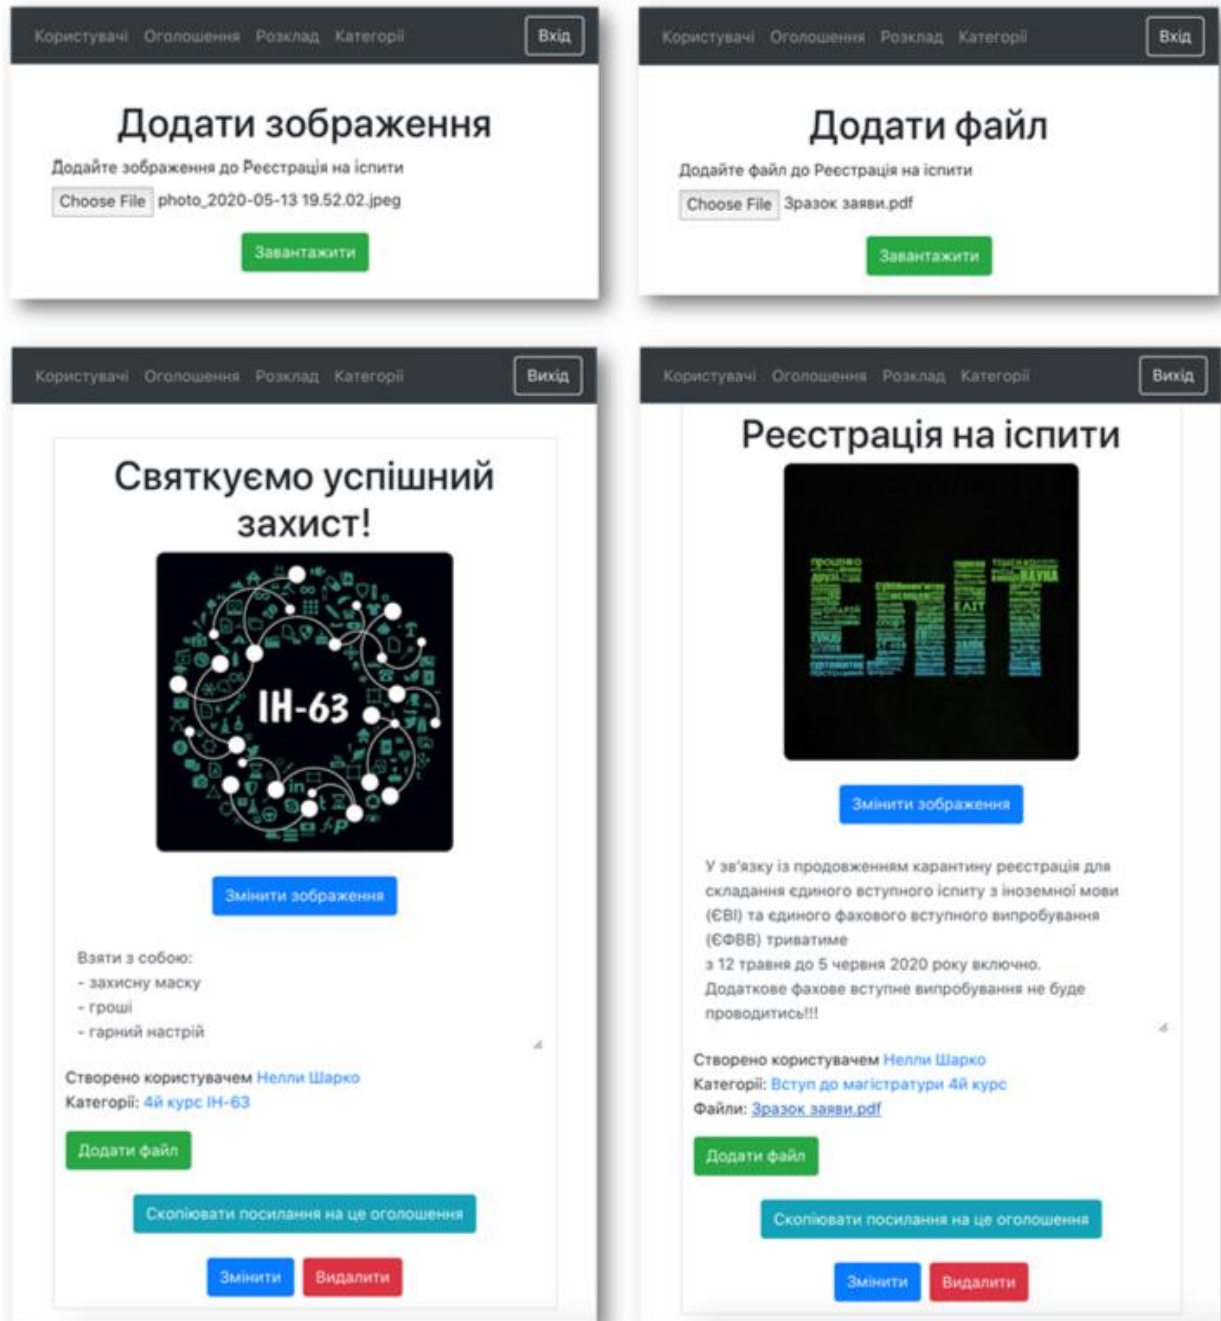 Користувачі Оголошення Розклад Категорії Вхід
Додати зображення
Додайте зображення до Реєстрація на іспити
Choose File photo_2020-05-13 19.52.02.jpeg
Завантажити
Користувачі Оголошення Розклад Категорії Вхід
Додати файл
Додайте файл до Реєстрація на іспити
Choose File Зразок заяви.pdf
Завантажити
Користувачі Оголошення Розклад Категорії Вихід
Святкуємо успішний
захист!
ІН-63
Змінити зображення
Взяти з собою:
- захисну маску
- гроші
- гарний настрій
Створено користувачем Нелли Шарко
Категорії: 4й курс ІН-63
Додати файл
Скопіювати посилання на це оголошення
Змінити Видалити
Користувачі Оголошення Розклад Категорії Вихід
Реєстрація на іспити
ЕлІТ
Змінити зображення
У зв'язку із продовженням карантину реєстрація для
складання єдиного вступного іспиту з іноземної мови
(ЄВІ) та єдиного фахового вступного випробування
(ЄФВВ) триватиме
з 12 травня до 5 червня 2020 року включно.
Додаткове фахове вступне випробування не буде
проводитись!!!
Створено користувачем Нелли Шарко
Категорії: Вступ до магістратури 4й курс
Файли: Зразок заяви.pdf
Додати файл
Скопіювати посилання на це оголошення
Змінити Видалити